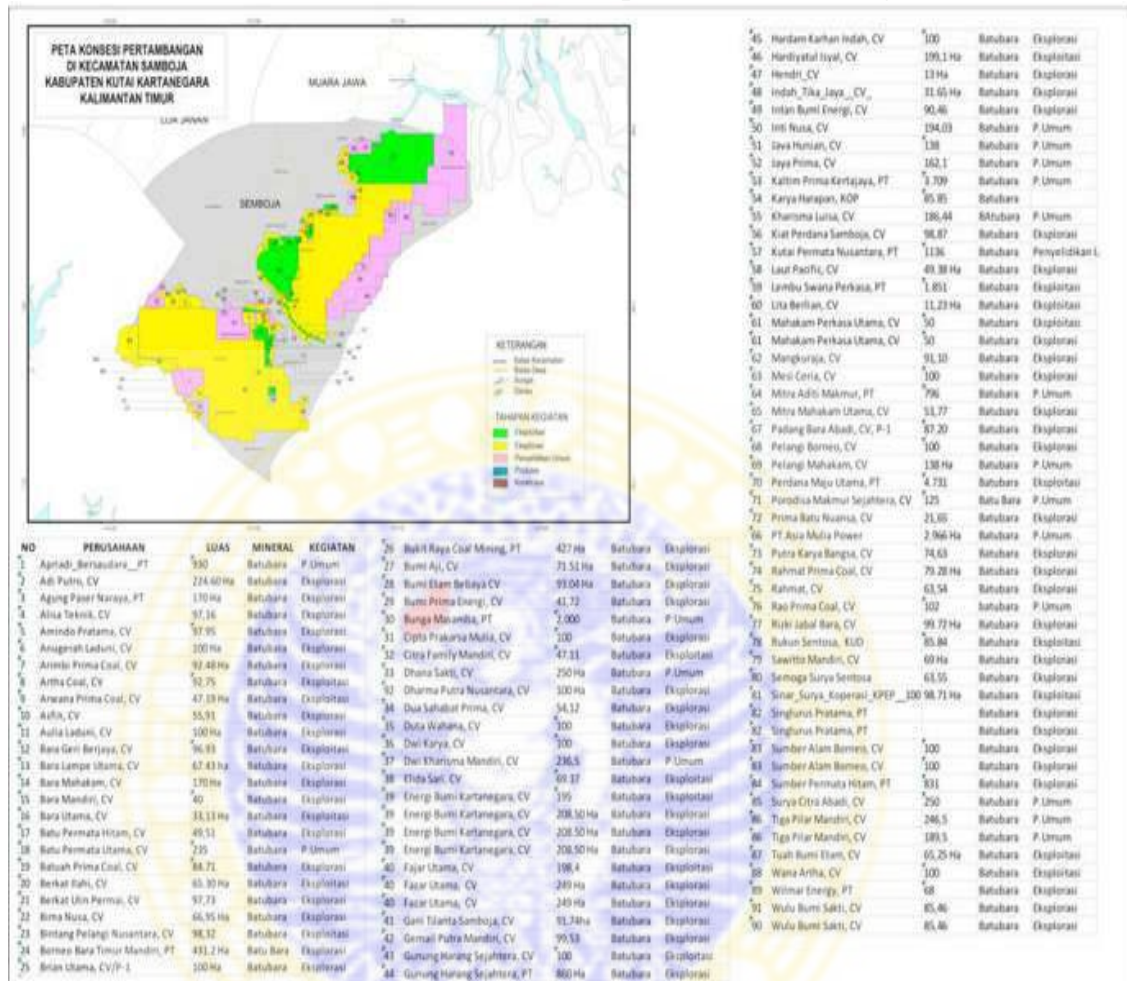 PETA KONSESI PERTAMBANGAN
DI KECAMATAN SAMBOJA
KABUPATEN KUTAI KARTANEGARA
KALIMANTAN TIMUR
MUARA JAWA
LOA JANAN
SEMBOJA
KETERANGAN
Batas Kecamatan
Batas Desa
Sungai
Danau
TAHAPAN KEGIATAN
Eksploitasi
Eksplorasi
Penyelidikan Umum
Produksi
NO PERUSAHAAN LUAS MINERAL KEGIATAN
1 Apriadi_Bersaudara__PT 350 Batubara P.Umum
2 Adi Putro, CV 224.60 Ha Batubara Eksplorasi
3 Agung Paser Naraya, PT 170 Ha Batubara Eksplorasi
4 Alisa Teknik, CV 97,16 Batubara Eksplorasi
5 Amindo Pratama, CV 97.95 Batubara Eksplorasi
6 Anugerah Laduni, CV 100 Ha Batubara Eksplorasi
7 Arimbi Prima Coal, CV 92.48 Ha Batubara Eksplorasi
8 Artha Coal, CV 52,75 Batubara Eksploitasi
9 Arwana Prima Coal, CV 47.19 Ha Batubara Eksplorasi
10 Asfin, CV 55,91 Batubara Eksplorasi
11 Aulia Laduni, CV 100 Ha Batubara Eksplorasi
12 Bara Geri Berjaya, CV 96.93 Batubara Eksploitasi
13 Bara Lampe Utama, CV 67.43 ha Batubara Eksplorasi
14 Bara Mahakam, CV 170 Ha Batubara Eksplorasi
15 Bara Mandiri, CV 40 Batubara Eksplorasi
16 Bara Utama, CV 33,13 Ha Batubara Eksploitasi
17 Batu Permata Hitam, CV 49,51 Batubara Eksplorasi
18 Batu Permata Utama, CV 235 Batubara P.Umum
19 Batuah Prima Coal, CV 84.71 Batubara Eksplorasi
20 Berkat Ilahi, CV 65.30 Ha Batubara Eksplorasi
21 Berkat Ulin Permai, CV 97,73 Batubara Eksplorasi
22 Bima Nusa, CV 66,95 Ha Batubara Eksplorasi
23 Bintang Pelangi Nusantara, CV 98,32 Batubara Eksploitasi
24 Borneo Bara Timur Mandiri, PT 491.2 Ha Batu Bara Eksplorasi
25 Brian Utama, CV/P-1 100 Ha Batubara Eksplorasi
26 Bukit Raya Coal Mining, PT 427 Ha Batubara Eksplorasi
27 Bumi Aji, CV 71.51 Ha Batubara Eksplorasi
28 Bumi Etam Bebaya CV 93.04 Ha Batubara Eksplorasi
29 Bumi Prima Energi, CV 41,72 Batubara Eksplorasi
30 Bunga Masamba, PT 2,000 Batubara P Umum
31 Cipta Prakarsa Mulia, CV 100 Batubara Eksplorasi
32 Citra Family Mandiri, CV 47.11 Batubara Eksploitasi
33 Dhana Sakti, CV 250 Ha Batubara P.Umum
92 Dharma Putra Nusantara, CV 100 Ha Batubara Eksplorasi
34 Dua Sahabat Prima, CV 54,12 Batubara Eksplorasi
35 Duta Wahana, CV 100 Batubara Eksplorasi
36 Dwi Karya, CV 100 Batubara Eksplorasi
37 Dwi Kharisma Mandiri, CV 236,5 Batubara P.Umum
38 Elida Sari, CV 69.37 Batubara Eksploitasi
39 Energi Bumi Kartanegara, CV 195 Batubara Eksploitasi
39 Energi Bumi Kartanegara, CV 208.50 Ha Batubara Eksplorasi
39 Energi Bumi Kartanegara, CV 208.50 Ha Batubara Eksplorasi
39 Energi Bumi Kartanegara, CV 208,50 Ha Batubara Eksplorasi
40 Fajar Utama, CV 198,4 Batubara Eksplorasi
40 Fazar Utama, CV 249 Ha Batubara Eksplorasi
40 Fazar Utama, CV 249 Ha Batubara Eksplorasi
41 Gani Tilanta Samboja, CV 91,74ha Batubara Eksplorasi
42 Gemail Putra Mandiri, CV 99,53 Batubara Eksplorasi
43 Gunung Harang Sejahtera, CV 100 Batubara Eksploitasi
44 Gunung Harang Sejahtera, PT 860 Ha Batubara Eksplorasi
45 Hardam Karhan Indah, CV 100 Batubara Eksplorasi
46 Hardiyatul Isyal, CV 199,1 Ha Batubara Eksploitasi
47 Hendri_CV 13 Ha Batubara Eksplorasi
48 Indah_Tika_Jaya__CV_ 31.65 Ha Batubara Eksplorasi
49 Intan Bumi Energi, CV 90,46 Batubara Eksplorasi
50 Inti Nusa, CV 194,03 Batubara P.Umum
51 Java Hunian, CV 138 Batubara P.Umum
52 Jaya Prima, CV 162,1 Batubara P.Umum
53 Kaltim Prima Kertajaya, PT 3.709 Batubara P.Umum
54 Karya Harapan, KOP 85.85 Batubara
55 Kharisma Luisa, CV 186,44 BAtubara P.Umum
56 Kiat Perdana Samboja, CV 98,87 Batubara Eksplorasi
57 Kutai Permata Nusantara, PT 1136 Batubara Penyelidikan L
58 Laut Pacific, CV 49.38 Ha Batubara Eksplorasi
59 Lembu Swana Perkasa, PT 1.851 Batubara Eksploitasi
60 Lita Berlian, CV 11,23 Ha Batubara Eksploitasi
61 Mahakam Perkasa Utama, CV 50 Batubara Eksploitasi
61 Mahakam Perkasa Utama, CV 50 Batubara Eksplorasi
62 Mangkuraja, CV 91,10 Batubara Eksplorasi
63 Mesi Ceria, CV 100 Batubara Eksplorasi
64 Mitra Aditi Makmur, PT 796 Batubara P.Umum
65 Mitra Mahakam Utama, CV 53,77 Batubara Eksplorasi
67 Padang Bara Abadi, CV, P-1 87.20 Batubara Eksplorasi
68 Pelangi Borneo, CV 100 Batubara Eksplorasi
69 Pelangi Mahakam, CV 138 Ha Batubara P.Umum
70 Perdana Maju Utama, PT 4.731 Batubara Eksploitasi
71 Porodisa Makmur Sejahtera, CV 125 Batu Bara P.Umum
72 Prima Batu Nuansa, CV 21,65 Batubara Eksplorasi
66 PT.Asia Mulia Power 2.966 Ha Batubara P.Umum
73 Putra Karya Bangsa, CV 74,63 Batubara Eksplorasi
74 Rahmat Prima Coal, CV 79.28 Ha Batubara Eksplorasi
75 Rahmat, CV 63,54 Batubara Eksplorasi
76 Rao Prima Coal, CV 102 batubara P.Umum
77 Rizki Jabal Bara, CV 99.72 Ha Batubara Eksplorasi
78 Rukun Sentosa, KUD 85.84 Batubara Eksploitasi
79 Sawitto Mandiri, CV 69 Ha Batubara Eksplorasi
80 Semoga Surya Sentosa 63,55 Batubara Eksplorasi
81 Sinar_Surya_Koperasi_KPEP__100 98,71 Ha Batubara Eksploitasi
82 Singlurus Pratama, PT Batubara Eksplorasi
82 Singlurus Pratama, PT Batubara Eksplorasi
83 Sumber Alam Borneo, CV 100 Batubara Eksplorasi
83 Sumber Alam Borneo, CV 100 Batubara Eksplorasi
84 Sumber Permata Hitam, PT 831 Batubara Eksplorasi
85 Surya Citra Abadi, CV 250 Batubara P.Umum
86 Tiga Pilar Mandiri, CV 246,5 Batubara P.Umum
86 Tiga Pilar Mandiri, CV 189,5 Batubara P.Umum
87 Tuah Bumi Etam, CV 65,25 Ha Batubara Eksploitasi
88 Wana Artha, CV 100 Batubara Eksploitasi
89 Wilmar Energy, PT 68 Batubara Eksplorasi
91 Wulu Bumi Sakti, CV 85,46 Batubara Eksplorasi
90 Wulu Bumi Sakti, CV 85,46 Batubara Eksplorasi